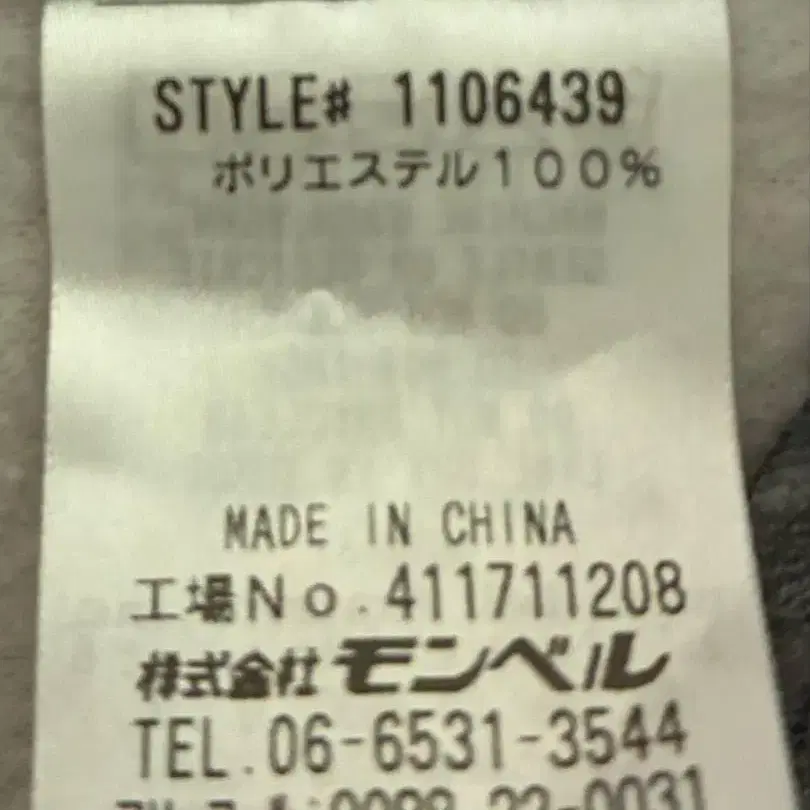 STYLE# 1106439
ポリエステル100%
MADE IN CHINA
工場No.411711208
株式会社モンベル
TEL.06-6531-3544